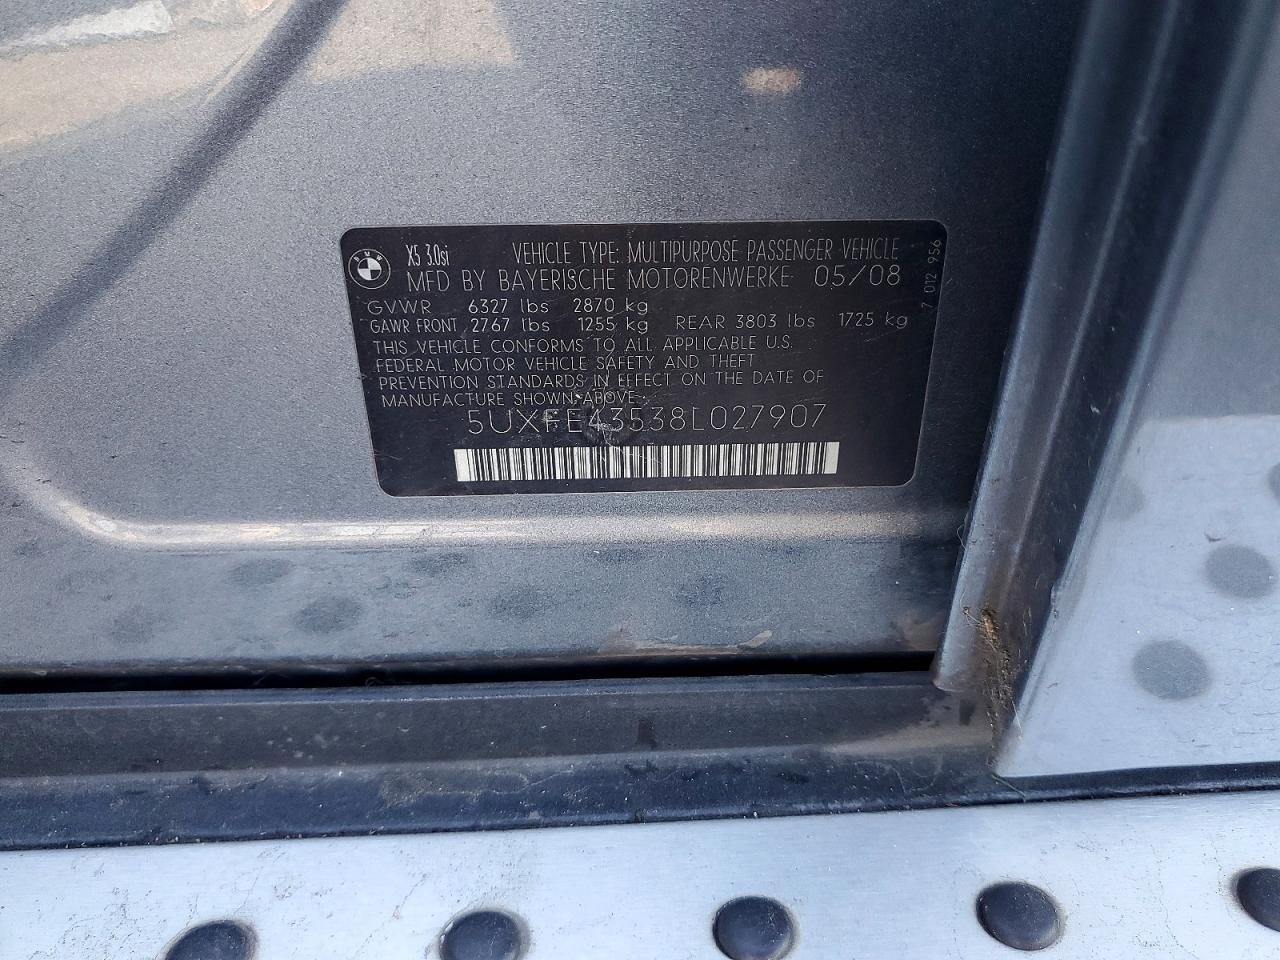 BMW
X5 3.0si VEHICLE TYPE: MULTIPURPOSE PASSENGER VEHICLE
MFD BY BAYERISCHE MOTORENWERKE 05/08
GVWR 6327 lbs 2870 kg
GAWR FRONT 2767 lbs 1255 kg REAR 3803 lbs 1725 kg
THIS VEHICLE CONFORMS TO ALL APPLICABLE U.S.
FEDERAL MOTOR VEHICLE SAFETY AND THEFT
PREVENTION STANDARDS IN EFFECT ON THE DATE OF
MANUFACTURE SHOWN ABOVE.
5UXFE43538L027907
7 012 956